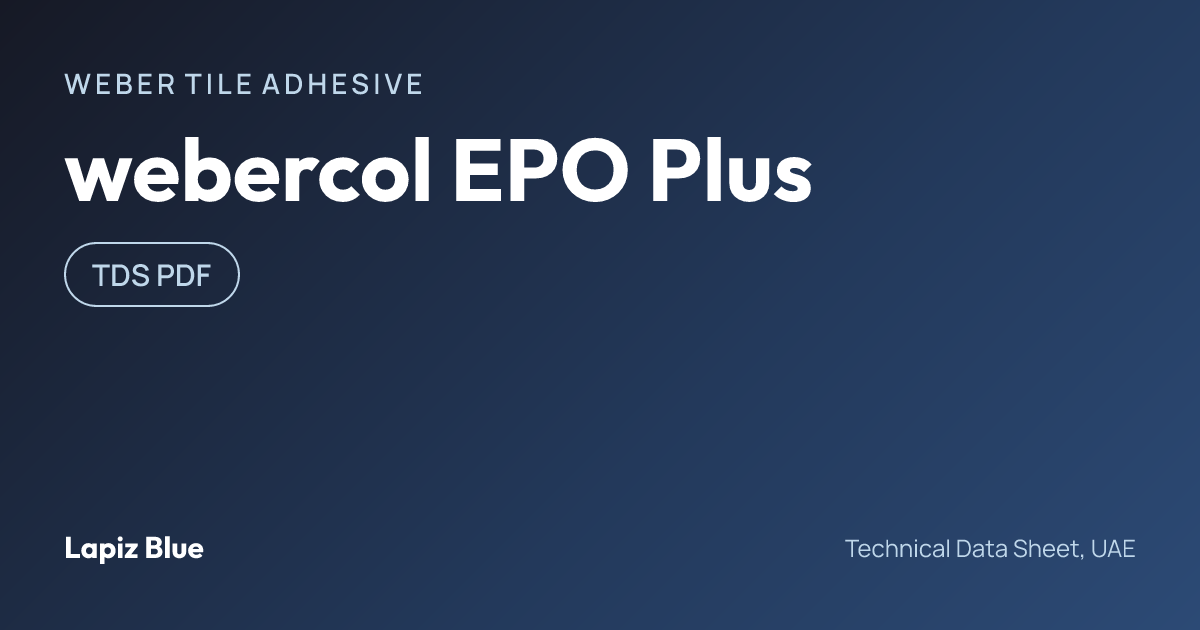 WEBER TILE ADHESIVE
webercol EPO Plus
TDS PDF
Lapiz Blue
Technical Data Sheet, UAE